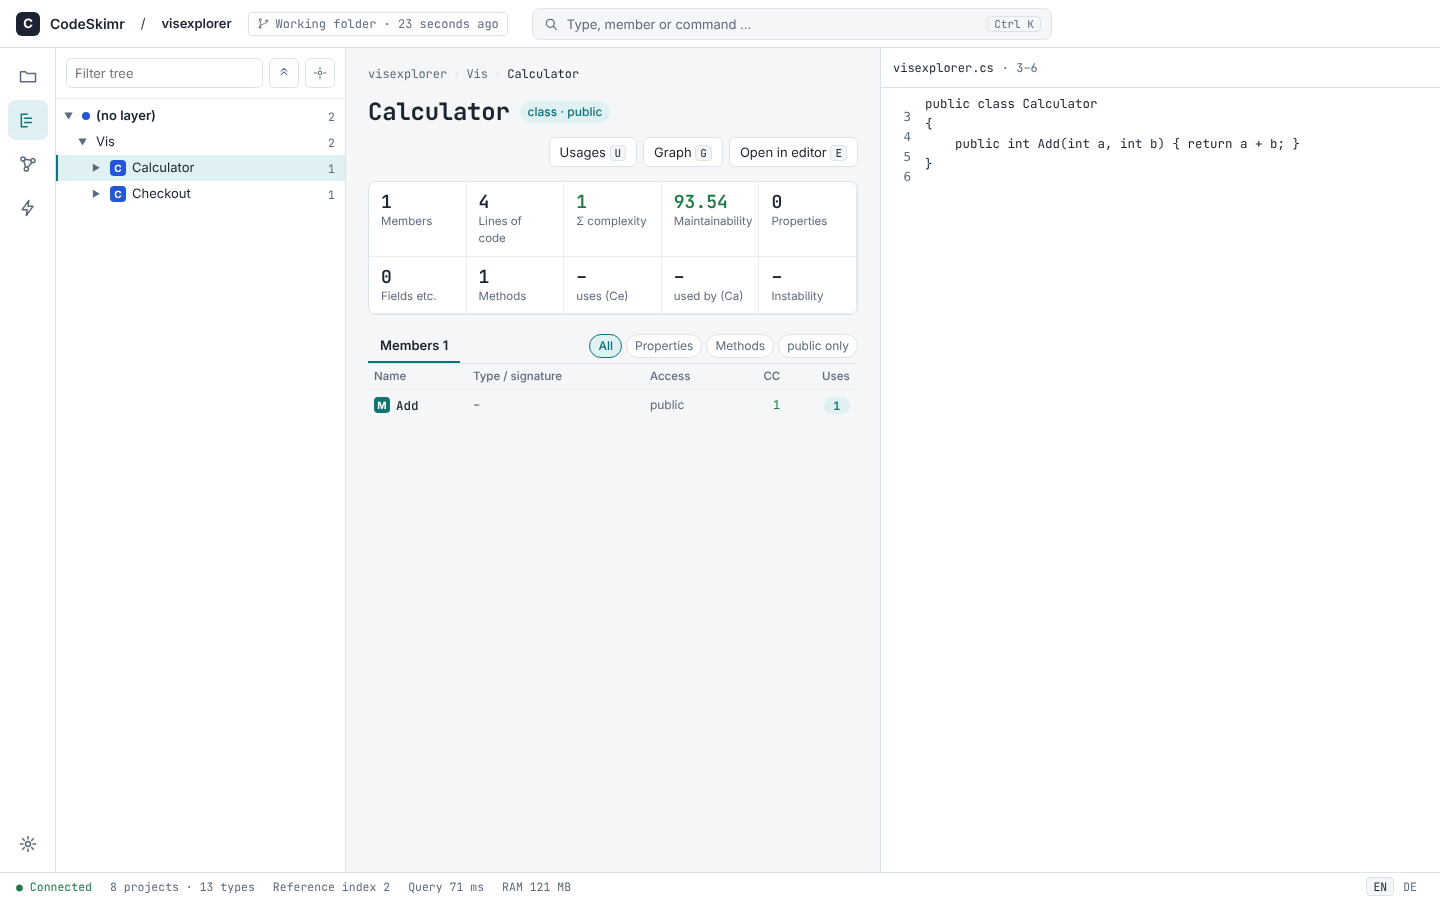 C CodeSkimr / visexplorer Working folder · 23 seconds ago Type, member or command ... Ctrl K
Filter tree
(no layer) 2
Vis 2
C Calculator 1
C Checkout 1
visexplorer › Vis › Calculator
Calculator class · public
Usages U Graph G Open in editor E
1 4 1 93.54 0
Members Lines of code Σ complexity Maintainability Properties
0 1 – – –
Fields etc. Methods uses (Ce) used by (Ca) Instability
Members 1 All Properties Methods public only
Name Type / signature Access CC Uses
M Add – public 1 1
visexplorer.cs · 3–6
3 public class Calculator
4 {
5 public int Add(int a, int b) { return a + b; }
6 }
● Connected 8 projects · 13 types Reference index 2 Query 71 ms RAM 121 MB EN DE